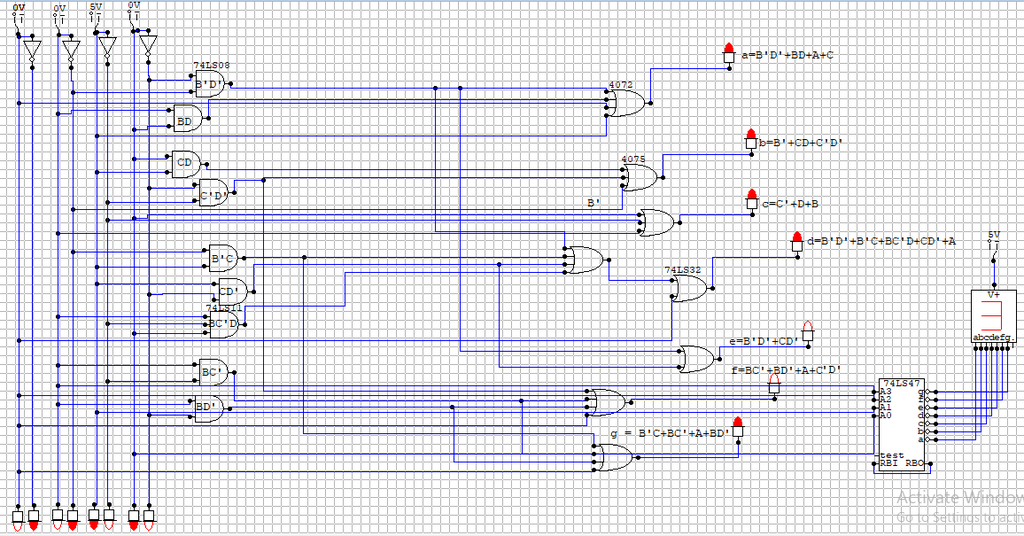 0V 0V 5V 0V
74LS08
B'D'
BD
CD
C'D'
B'C
CD'
74LS11
BC'D
BC'
BD'
4072
4075
B'
74LS32
a=B'D'+BD+A+C
b=B'+CD+C'D'
c=C'+D+B
d=B'D'+B'C+BC'D+CD'+A
e=B'D'+CD'
f=BC'+BD'+A+C'D'
g = B'C+BC'+A+BD'
5V
V+
abcdefg.
74LS47
A3 g
A2 f
A1 e
A0 d
c
b
a
test
RBI RBO
Activate Window
Go to Settings to activ